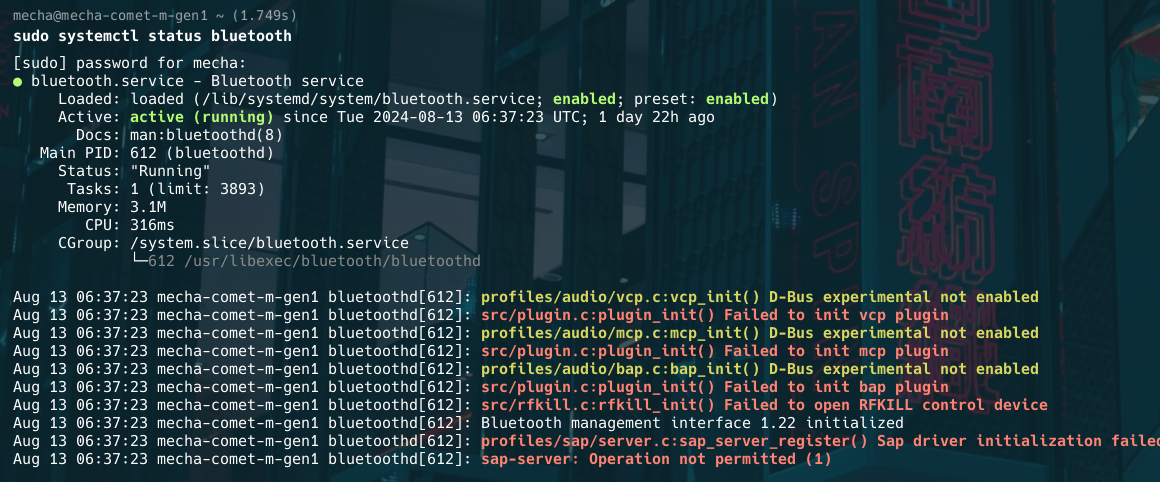 mecha@mecha-comet-m-gen1 ~ (1.749s)
sudo systemctl status bluetooth
[sudo] password for mecha:
● bluetooth.service - Bluetooth service
Loaded: loaded (/lib/systemd/system/bluetooth.service; enabled; preset: enabled)
Active: active (running) since Tue 2024-08-13 06:37:23 UTC; 1 day 22h ago
Docs: man:bluetoothd(8)
Main PID: 612 (bluetoothd)
Status: "Running"
Tasks: 1 (limit: 3893)
Memory: 3.1M
CPU: 316ms
CGroup: /system.slice/bluetooth.service
└─612 /usr/libexec/bluetooth/bluetoothd
Aug 13 06:37:23 mecha-comet-m-gen1 bluetoothd[612]: profiles/audio/vcp.c:vcp_init() D-Bus experimental not enabled
Aug 13 06:37:23 mecha-comet-m-gen1 bluetoothd[612]: src/plugin.c:plugin_init() Failed to init vcp plugin
Aug 13 06:37:23 mecha-comet-m-gen1 bluetoothd[612]: profiles/audio/mcp.c:mcp_init() D-Bus experimental not enabled
Aug 13 06:37:23 mecha-comet-m-gen1 bluetoothd[612]: src/plugin.c:plugin_init() Failed to init mcp plugin
Aug 13 06:37:23 mecha-comet-m-gen1 bluetoothd[612]: profiles/audio/bap.c:bap_init() D-Bus experimental not enabled
Aug 13 06:37:23 mecha-comet-m-gen1 bluetoothd[612]: src/plugin.c:plugin_init() Failed to init bap plugin
Aug 13 06:37:23 mecha-comet-m-gen1 bluetoothd[612]: src/rfkill.c:rfkill_init() Failed to open RFKILL control device
Aug 13 06:37:23 mecha-comet-m-gen1 bluetoothd[612]: Bluetooth management interface 1.22 initialized
Aug 13 06:37:23 mecha-comet-m-gen1 bluetoothd[612]: profiles/sap/server.c:sap_server_register() Sap driver initialization failed
Aug 13 06:37:23 mecha-comet-m-gen1 bluetoothd[612]: sap-server: Operation not permitted (1)